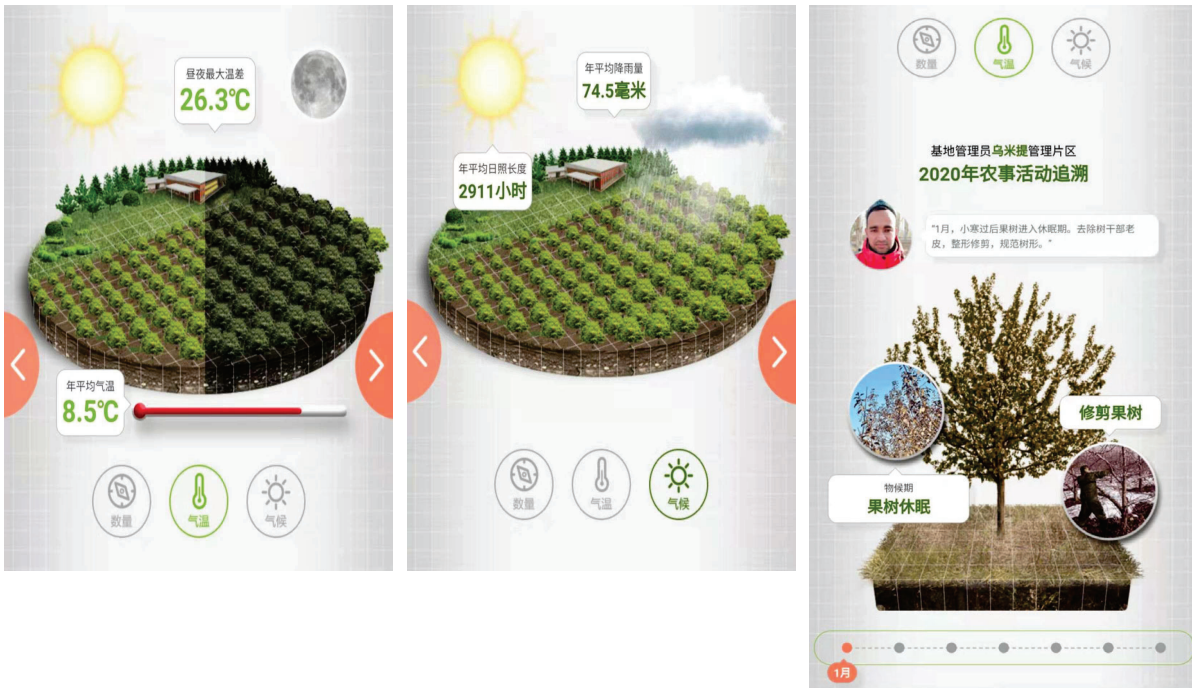 昼夜最大温差
26.3℃
年平均气温
8.5℃
数量
气温
气候
年平均降雨量
74.5毫米
年平均日照长度
2911小时
数量
气温
气候
数量
气温
气候
基地管理员乌米提管理片区
2020年农事活动追溯
“1月，小寒过后果树进入休眠期。去除树干部老
皮，整形修剪，规范树形。”
修剪果树
物候期
果树休眠
1月